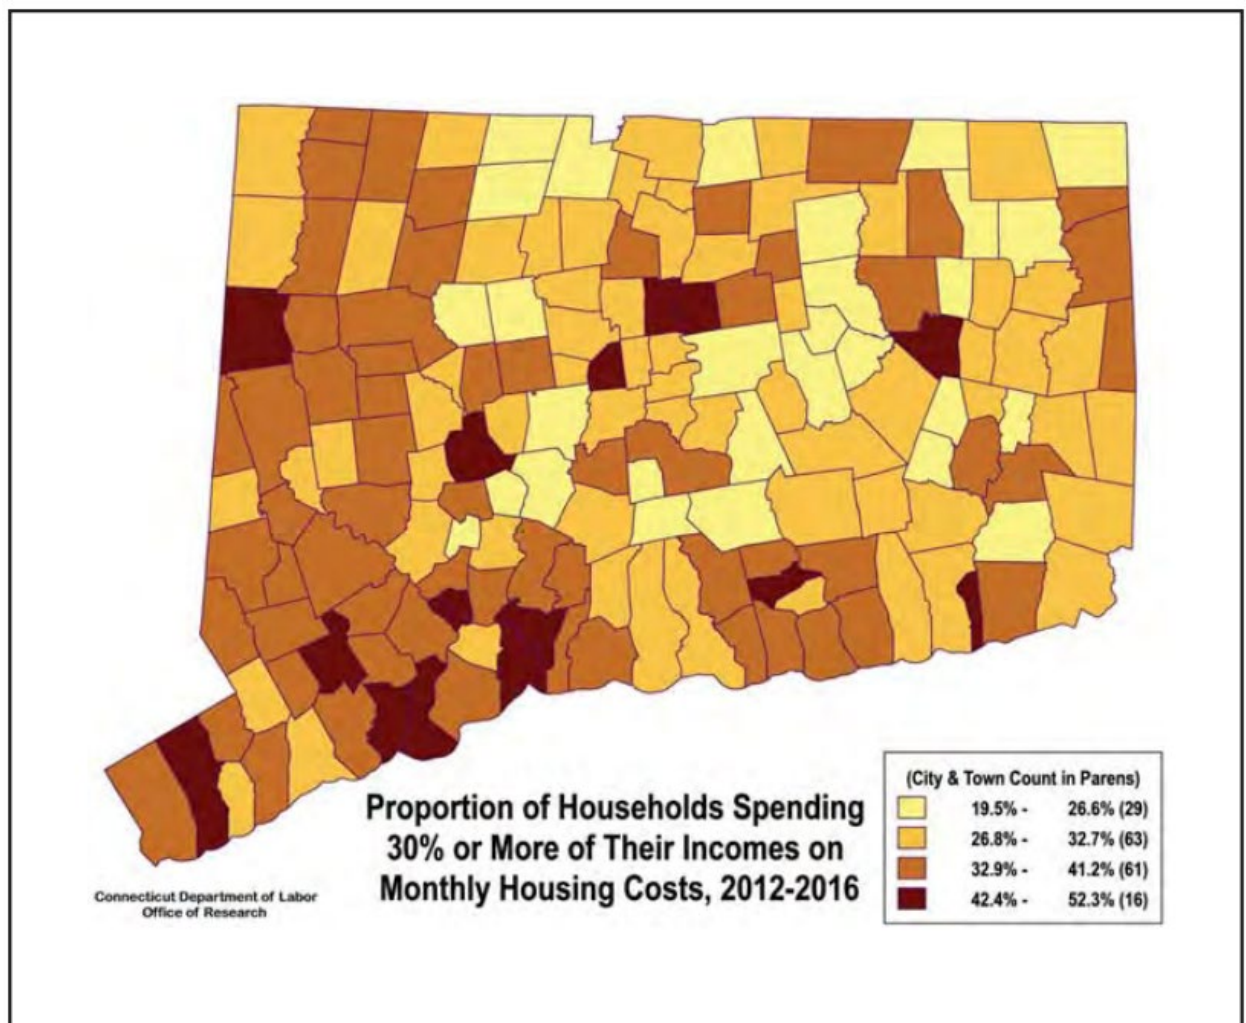 Proportion of Households Spending
30% or More of Their Incomes on
Monthly Housing Costs, 2012-2016
Connecticut Department of Labor
Office of Research
(City & Town Count in Parens)
19.5% - 26.6% (29)
26.8% - 32.7% (63)
32.9% - 41.2% (61)
42.4% - 52.3% (16)